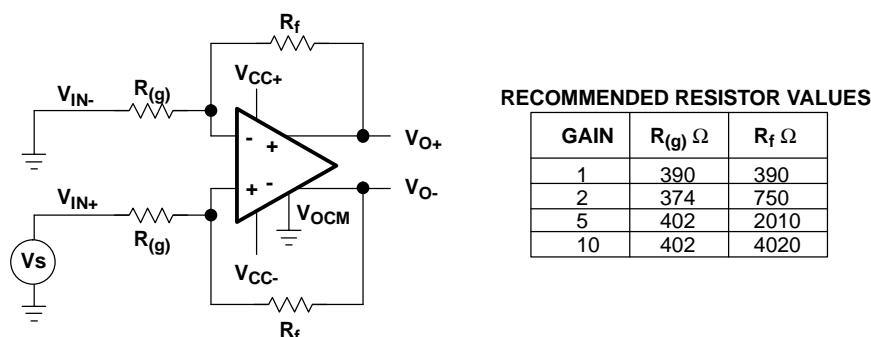 Rf
VCC+
R(g)
VIN-
-
+
VO+
+
-
VO-
VIN+
VOCM
R(g)
Vs
VCC-
Rf
RECOMMENDED RESISTOR VALUES
GAIN R(g) Ω Rf Ω
1 390 390
2 374 750
5 402 2010
10 402 4020